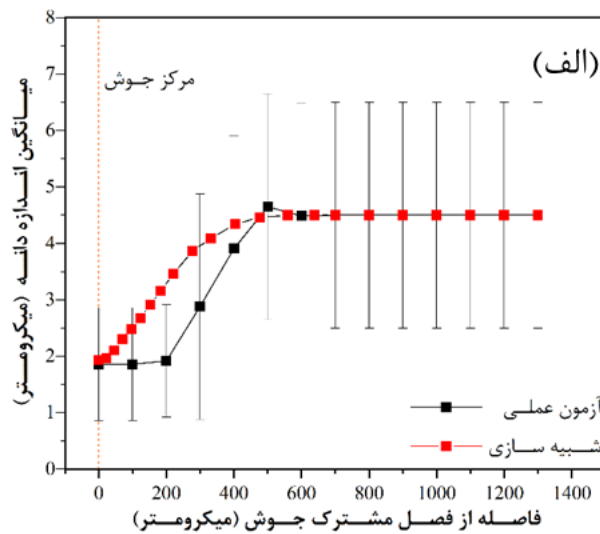 (الف)
مرکز جوش
میانگین اندازه دانه (میکرومتر)
8
7
6
5
4
3
2
1
0
آزمون عملی
شبیه سازی
0 200 400 600 800 1000 1200 1400
فاصله از فصل مشترک جوش (میکرومتر)